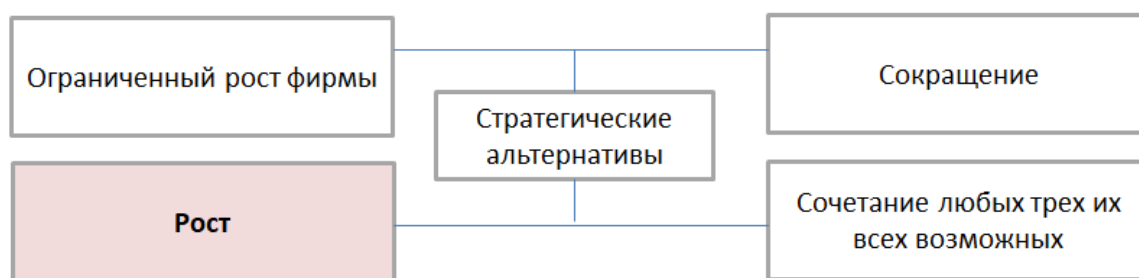 Ограниченный рост фирмы
Сокращение
Стратегические
альтернативы
Рост
Сочетание любых трех их
всех возможных